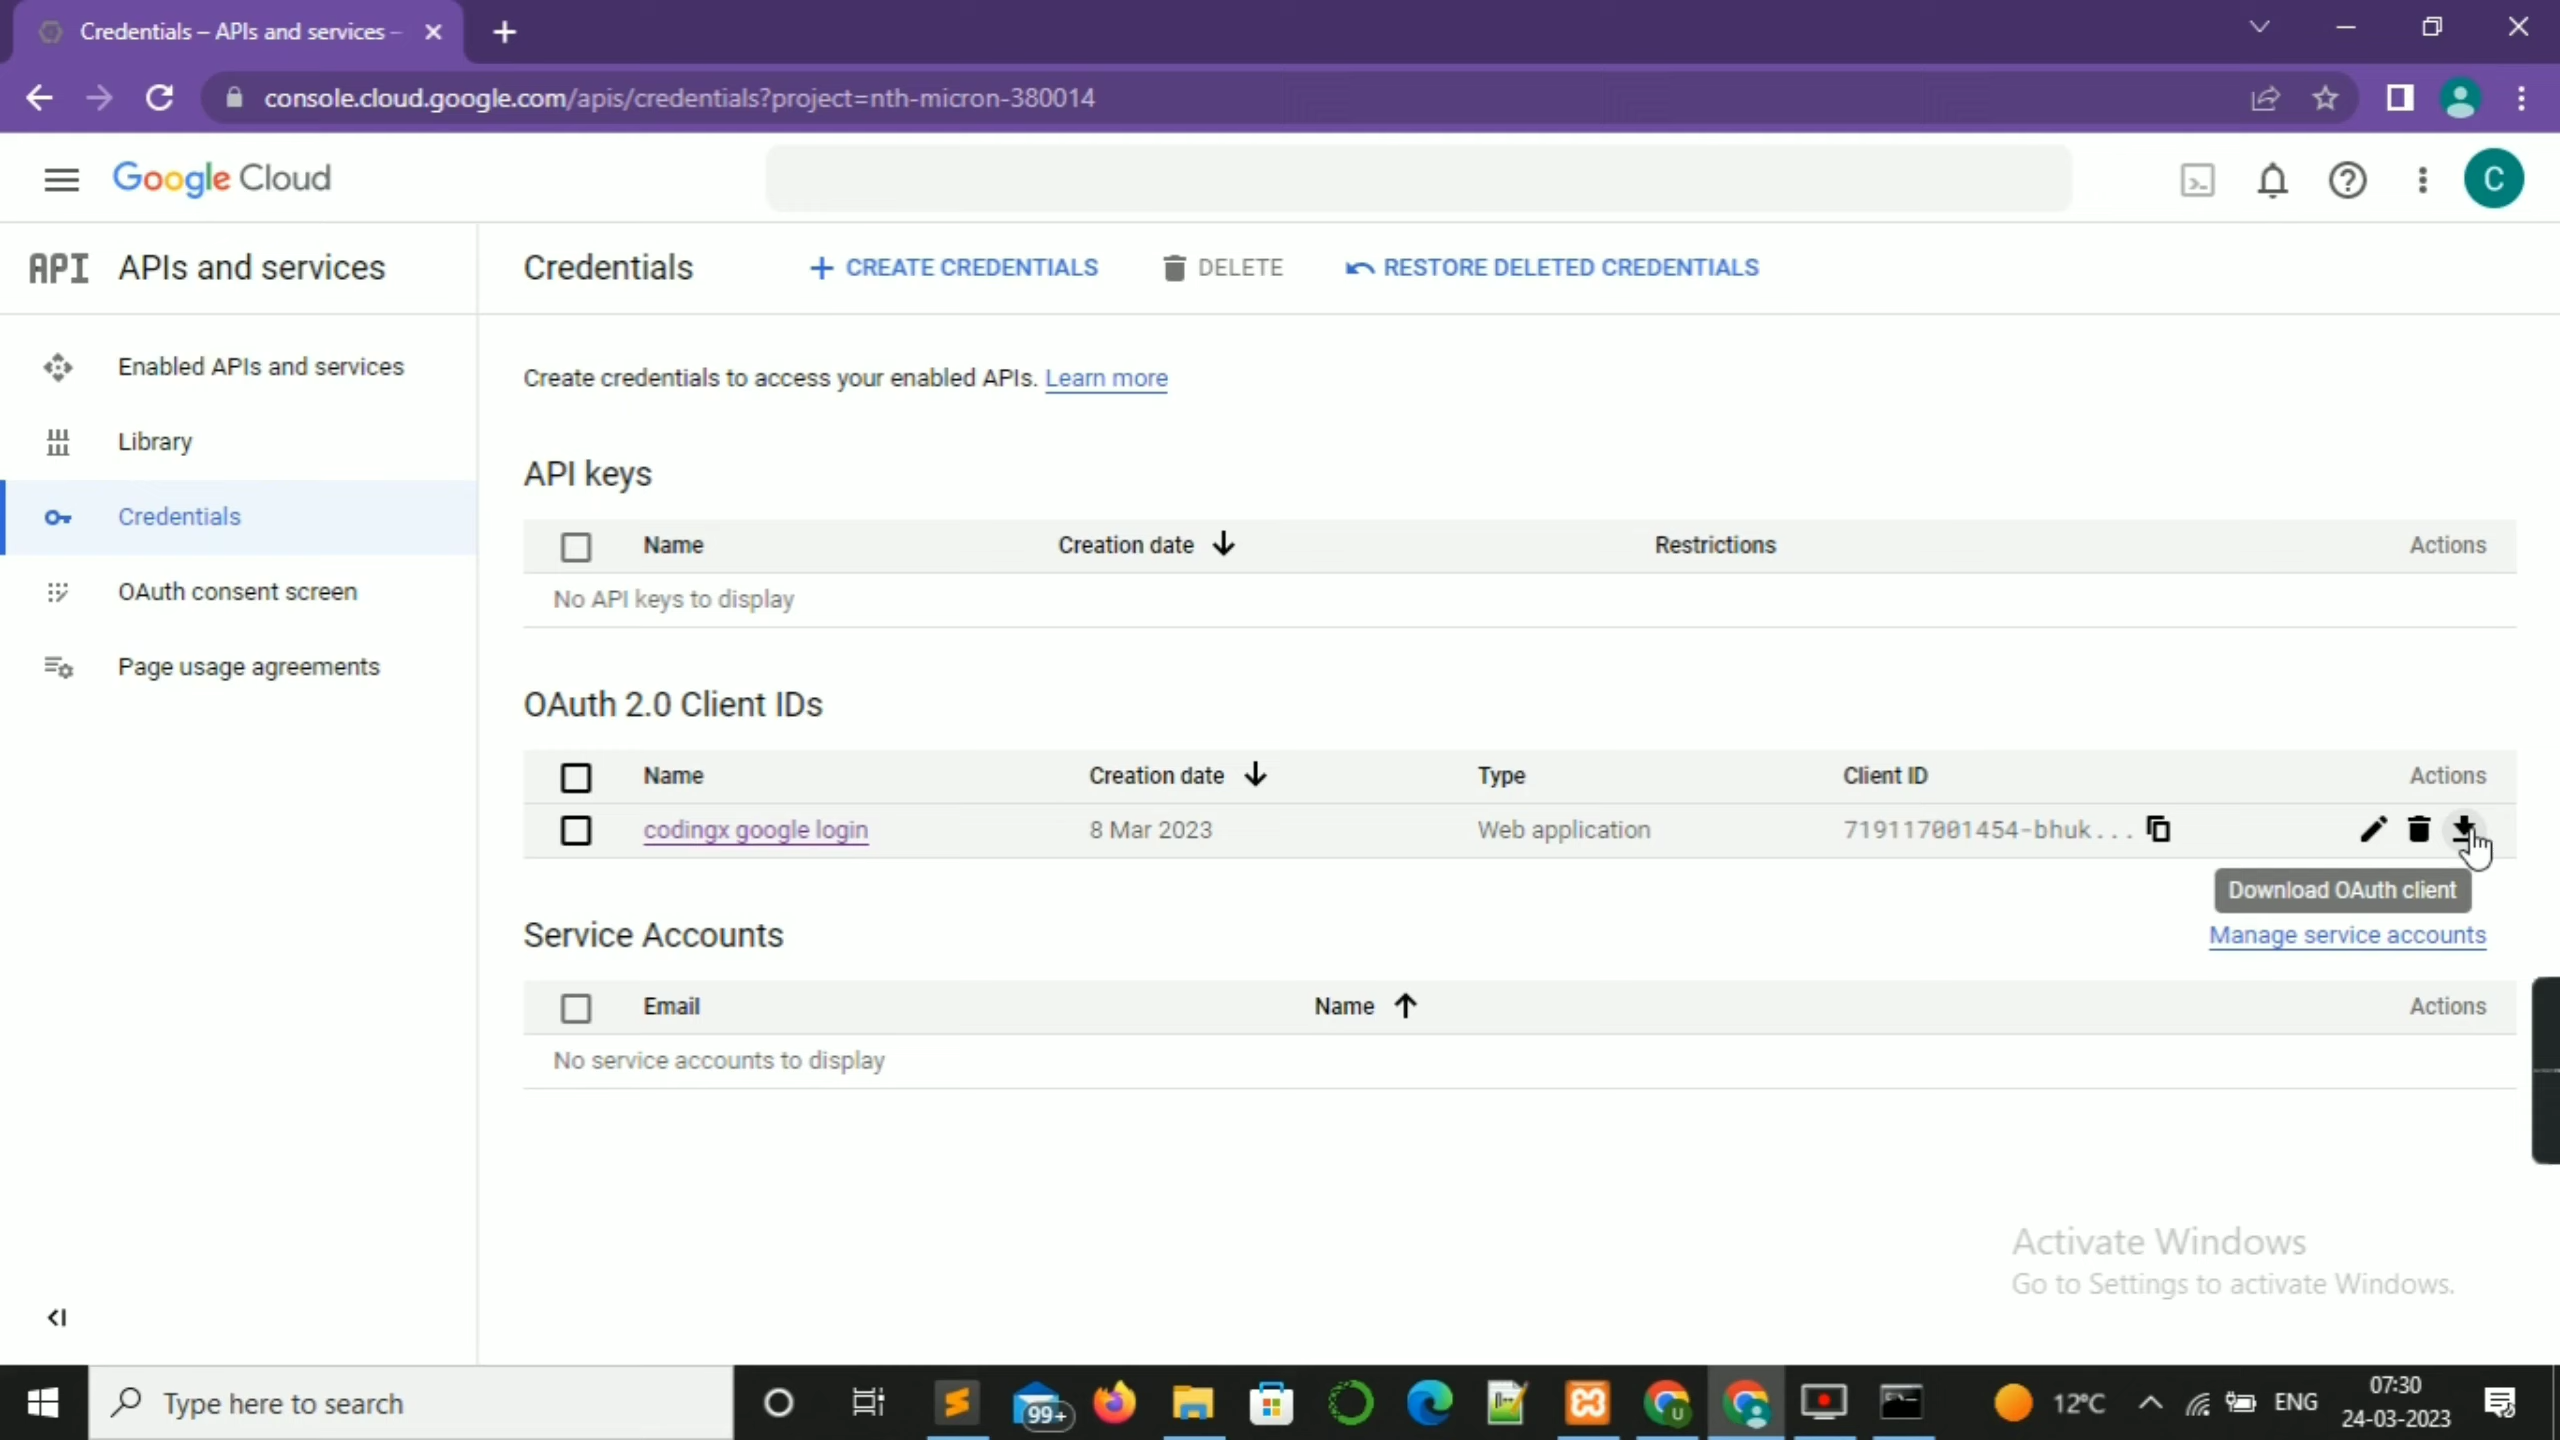 Credentials – APIs and services –
console.cloud.google.com/apis/credentials?project=nth-micron-380014
Google Cloud
C
API APIs and services
Credentials
CREATE CREDENTIALS
DELETE
RESTORE DELETED CREDENTIALS
Enabled APIs and services
Library
Credentials
OAuth consent screen
Page usage agreements
Create credentials to access your enabled APIs. Learn more
API keys
Name Creation date Restrictions Actions
No API keys to display
OAuth 2.0 Client IDs
Name Creation date Type Client ID Actions
codingx google login 8 Mar 2023 Web application 719117001454-bhuk...
Download OAuth client
Service Accounts
Manage service accounts
Email Name Actions
No service accounts to display
Activate Windows
Go to Settings to activate Windows.
Type here to search
99+
U
12°C
ENG
07:30
24-03-2023